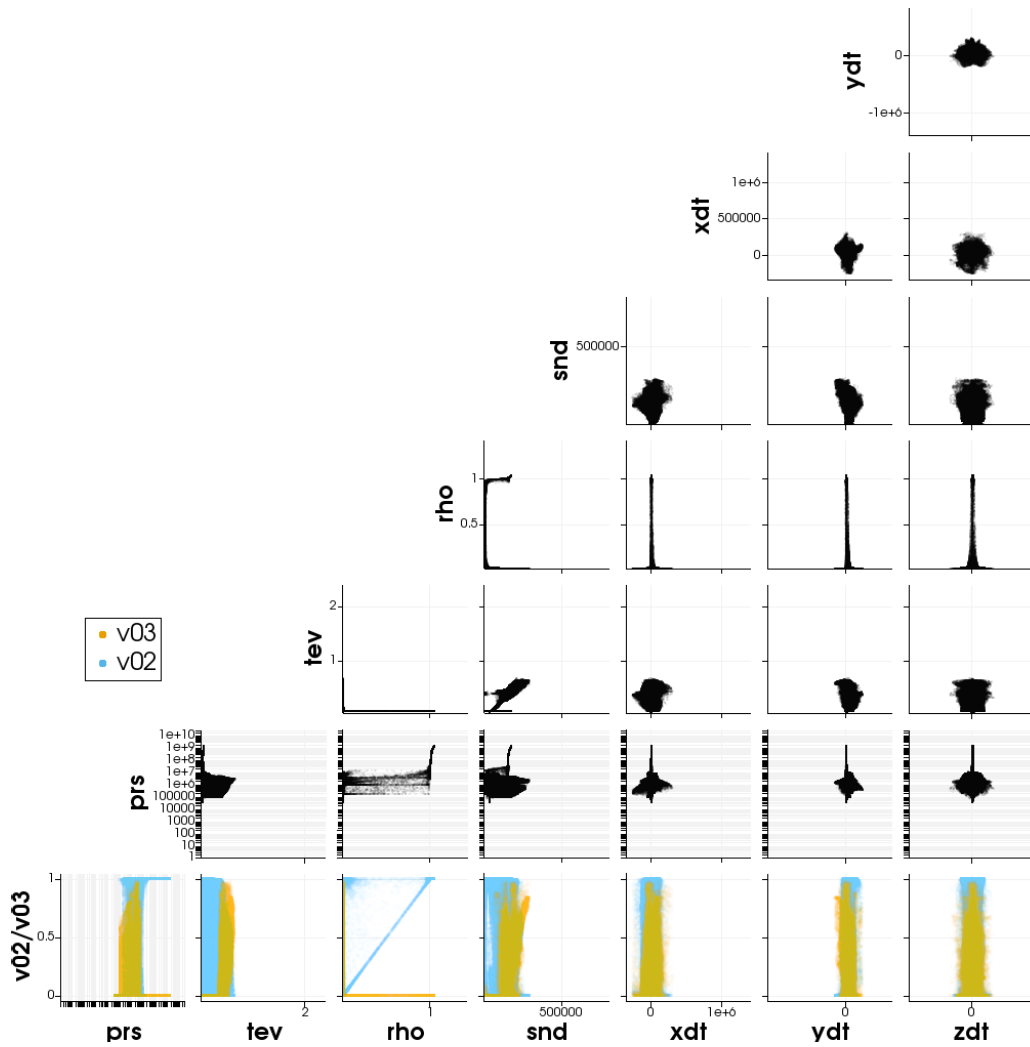 ydt
0
-1e+6
xdt
1e+6
500000
0
snd
500000
rho
1
0.5
v03
v02
tev
2
1
prs
1e+10
1e+9
1e+8
1e+7
1e+6
100000
10000
1000
100
10
1
v02/v03
1
0.5
0
2
1
500000
0
1e+6
0
0
prs
tev
rho
snd
xdt
ydt
zdt